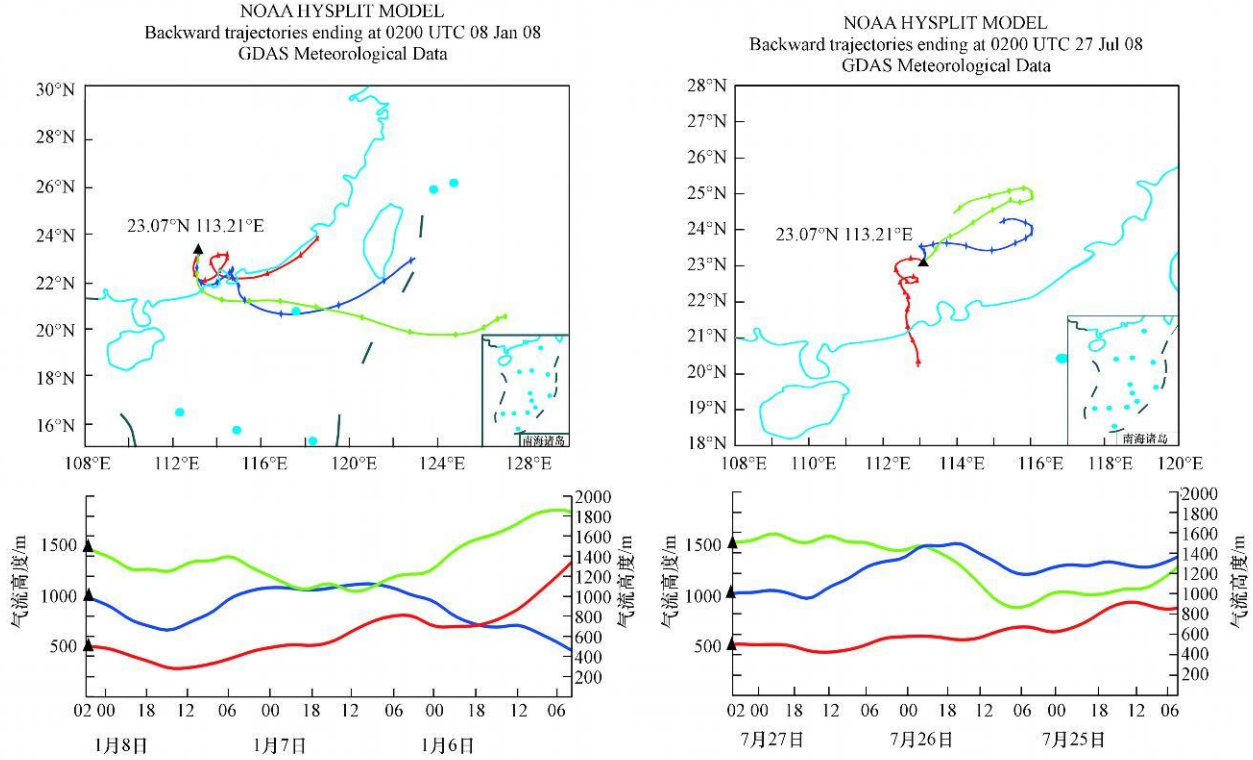 NOAA HYSPLIT MODEL
Backward trajectories ending at 0200 UTC 08 Jan 08
GDAS Meteorological Data
30°N
28°N
26°N
24°N
22°N
20°N
18°N
16°N
23.07°N 113.21°E
南海诸岛
108°E 112°E 116°E 120°E 124°E 128°E
气流高度/m
1500
1000
500
2000
1800
1600
1400
1200
1000
800
600
400
200
气流高度/m
02 00 18 12 06 00 18 12 06 00 18 12 06
1月8日 1月7日 1月6日
NOAA HYSPLIT MODEL
Backward trajectories ending at 0200 UTC 27 Jul 08
GDAS Meteorological Data
28°N
27°N
26°N
25°N
24°N
23°N
22°N
21°N
20°N
19°N
18°N
23.07°N 113.21°E
南海诸岛
108°E 110°E 112°E 114°E 116°E 118°E 120°E
气流高度/m
1500
1000
500
2000
1800
1600
1400
1200
1000
800
600
400
200
气流高度/m
02 00 18 12 06 00 18 12 06 00 18 12 06
7月27日 7月26日 7月25日